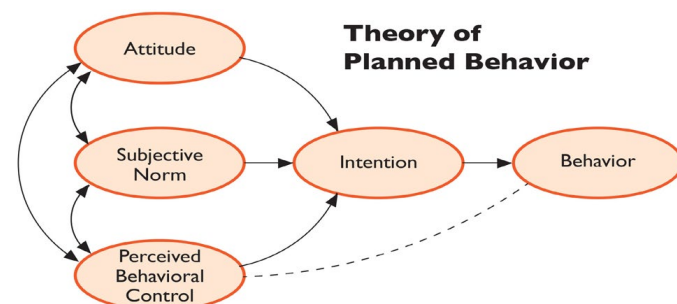 Theory of
Planned Behavior
Attitude
Subjective
Norm
Intention
Behavior
Perceived
Behavioral
Control